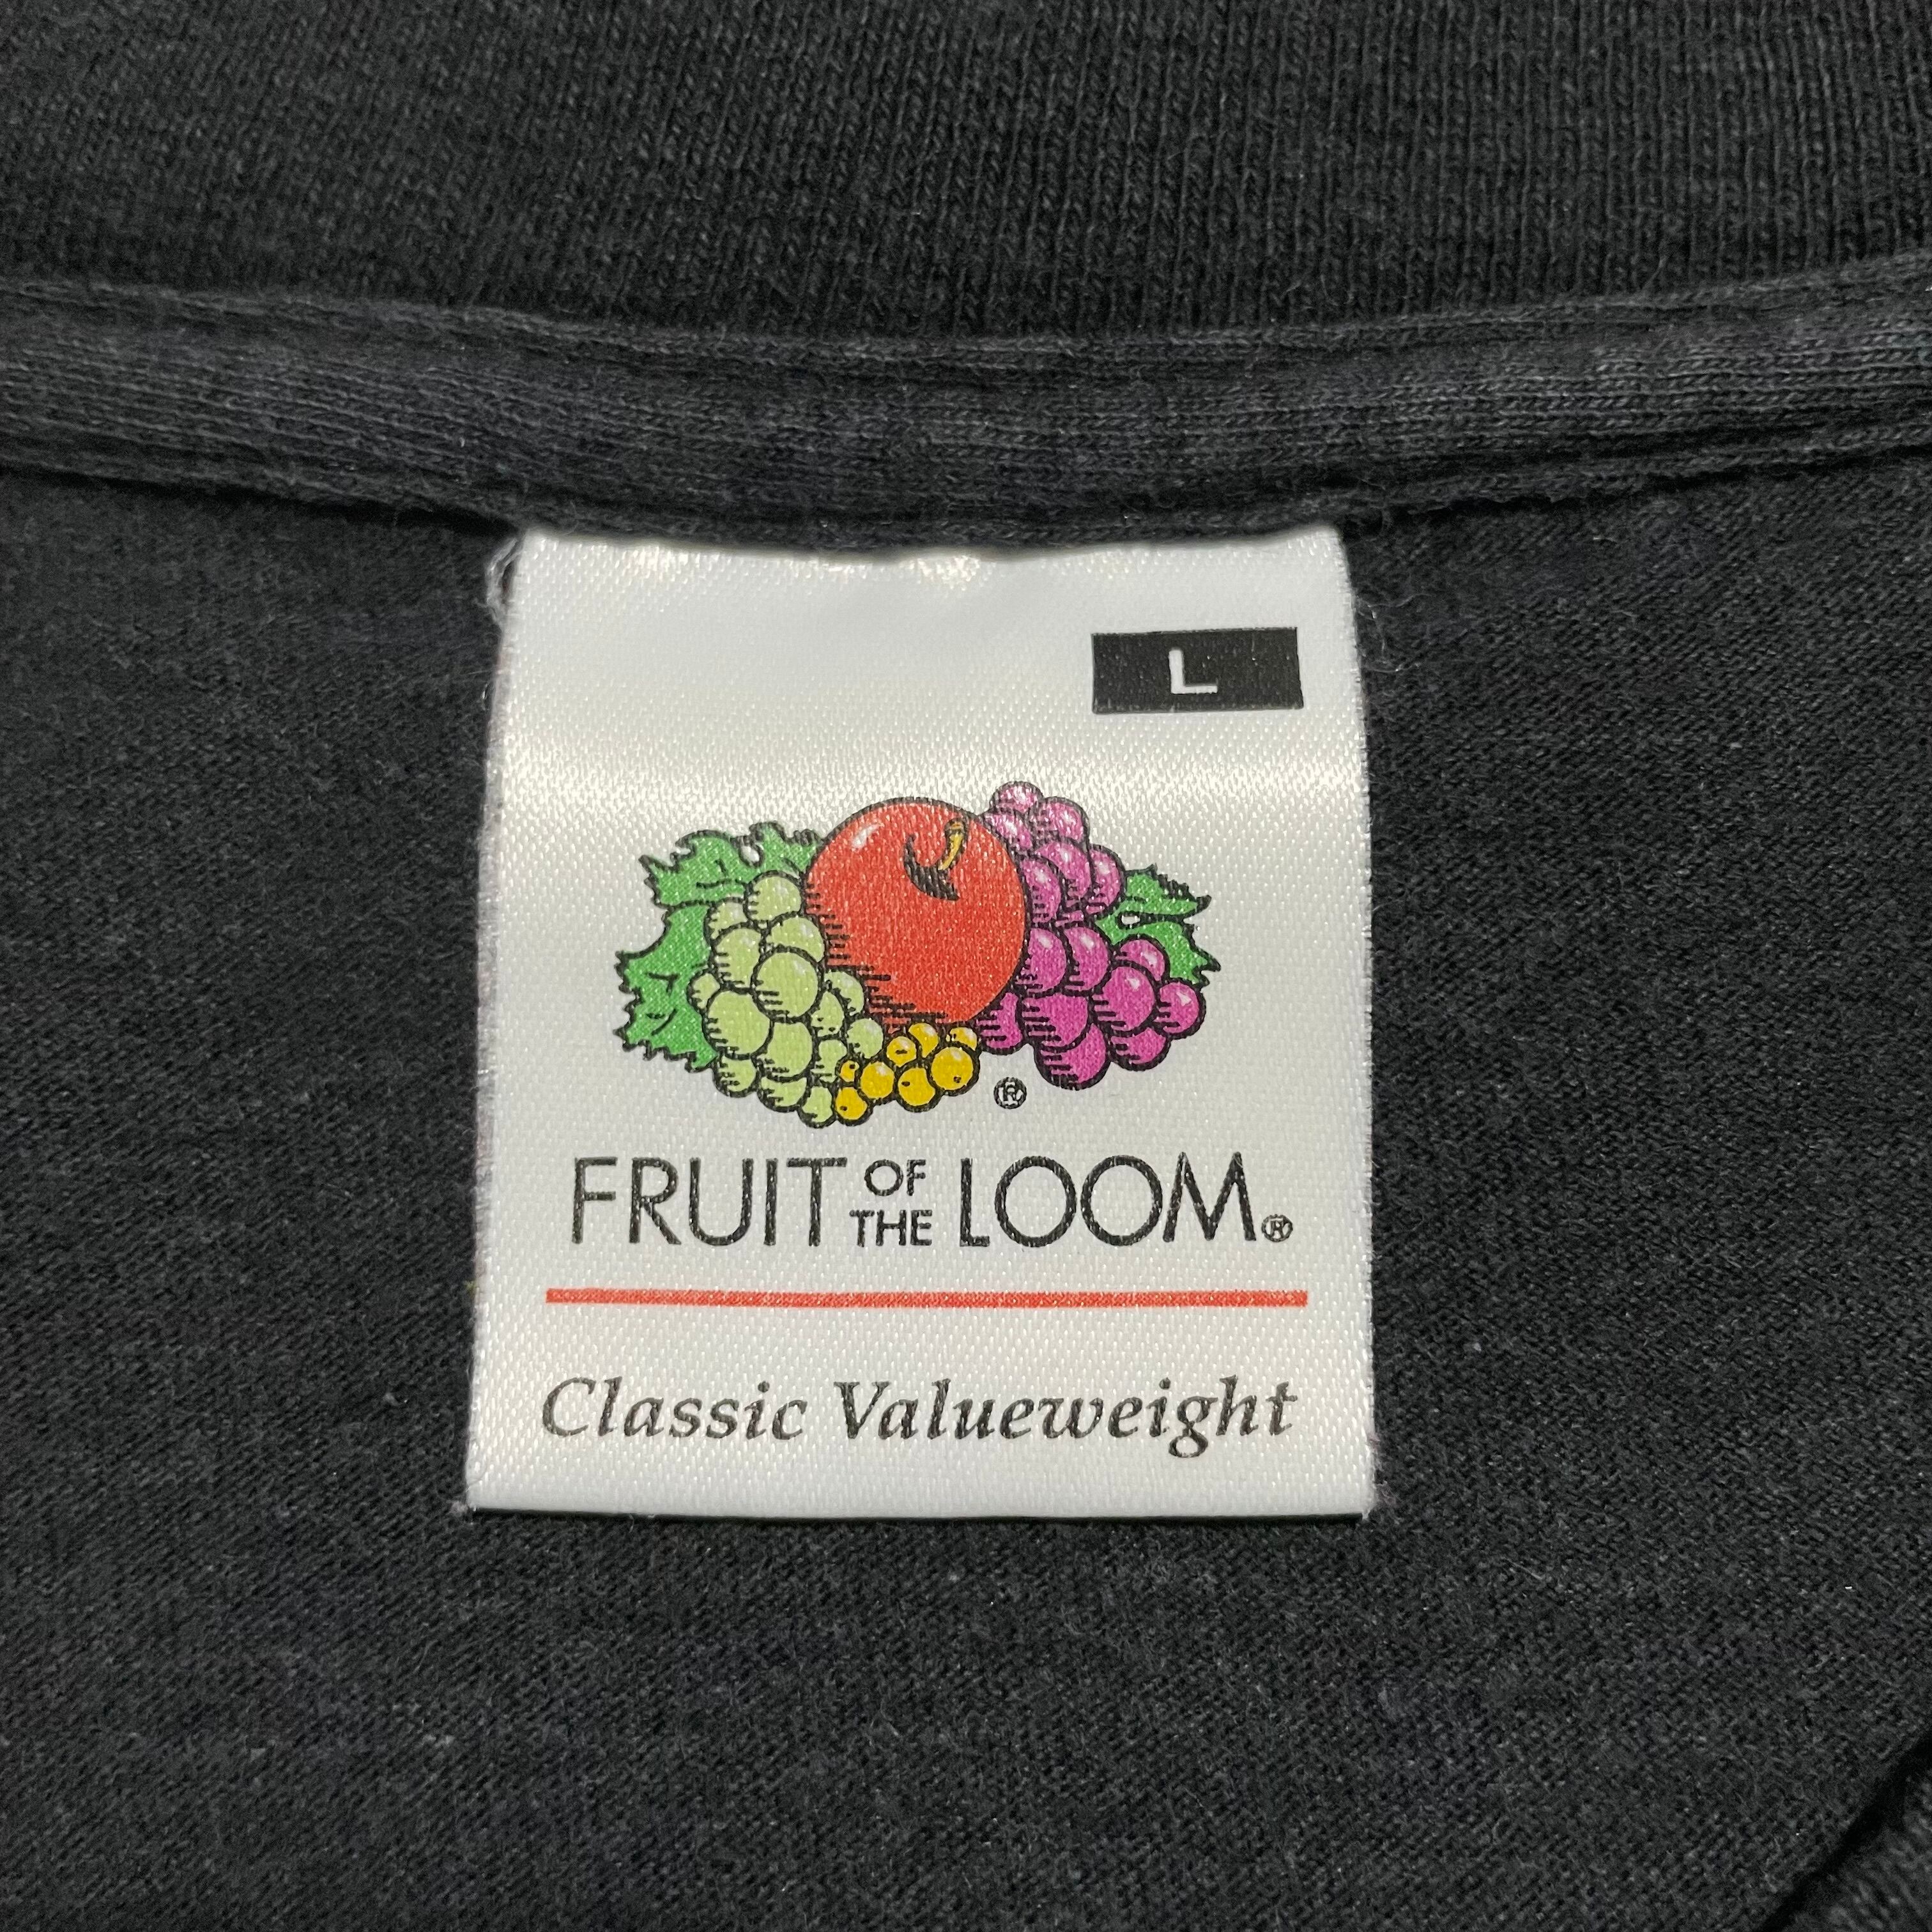 L
®
FRUIT OF THE LOOM®
Classic Valueweight